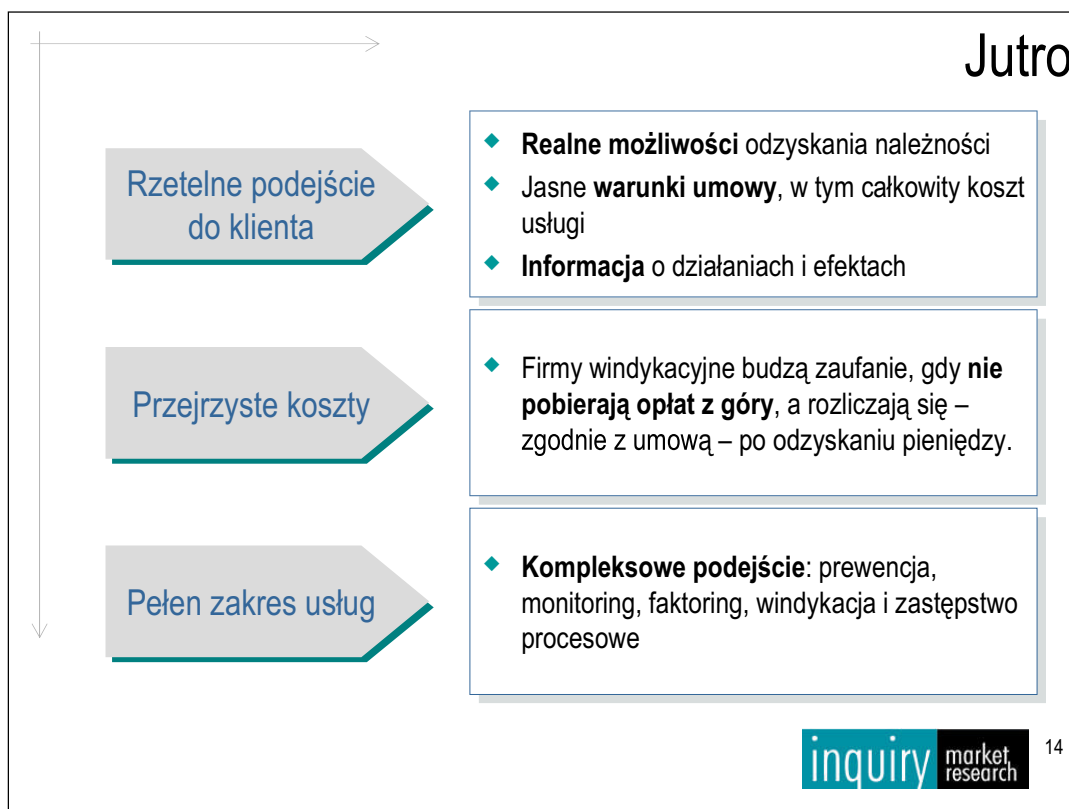 Jutro
Rzetelne podejście
do klienta
Realne możliwości odzyskania należności
Jasne warunki umowy, w tym całkowity koszt
usługi
Informacja o działaniach i efektach
Przejrzyste koszty
Firmy windykacyjne budzą zaufanie, gdy nie
pobierają opłat z góry, a rozliczają się –
zgodnie z umową – po odzyskaniu pieniędzy.
Pełen zakres usług
Kompleksowe podejście: prewencja,
monitoring, faktoring, windykacja i zastępstwo
procesowe
inquiry market
research
14